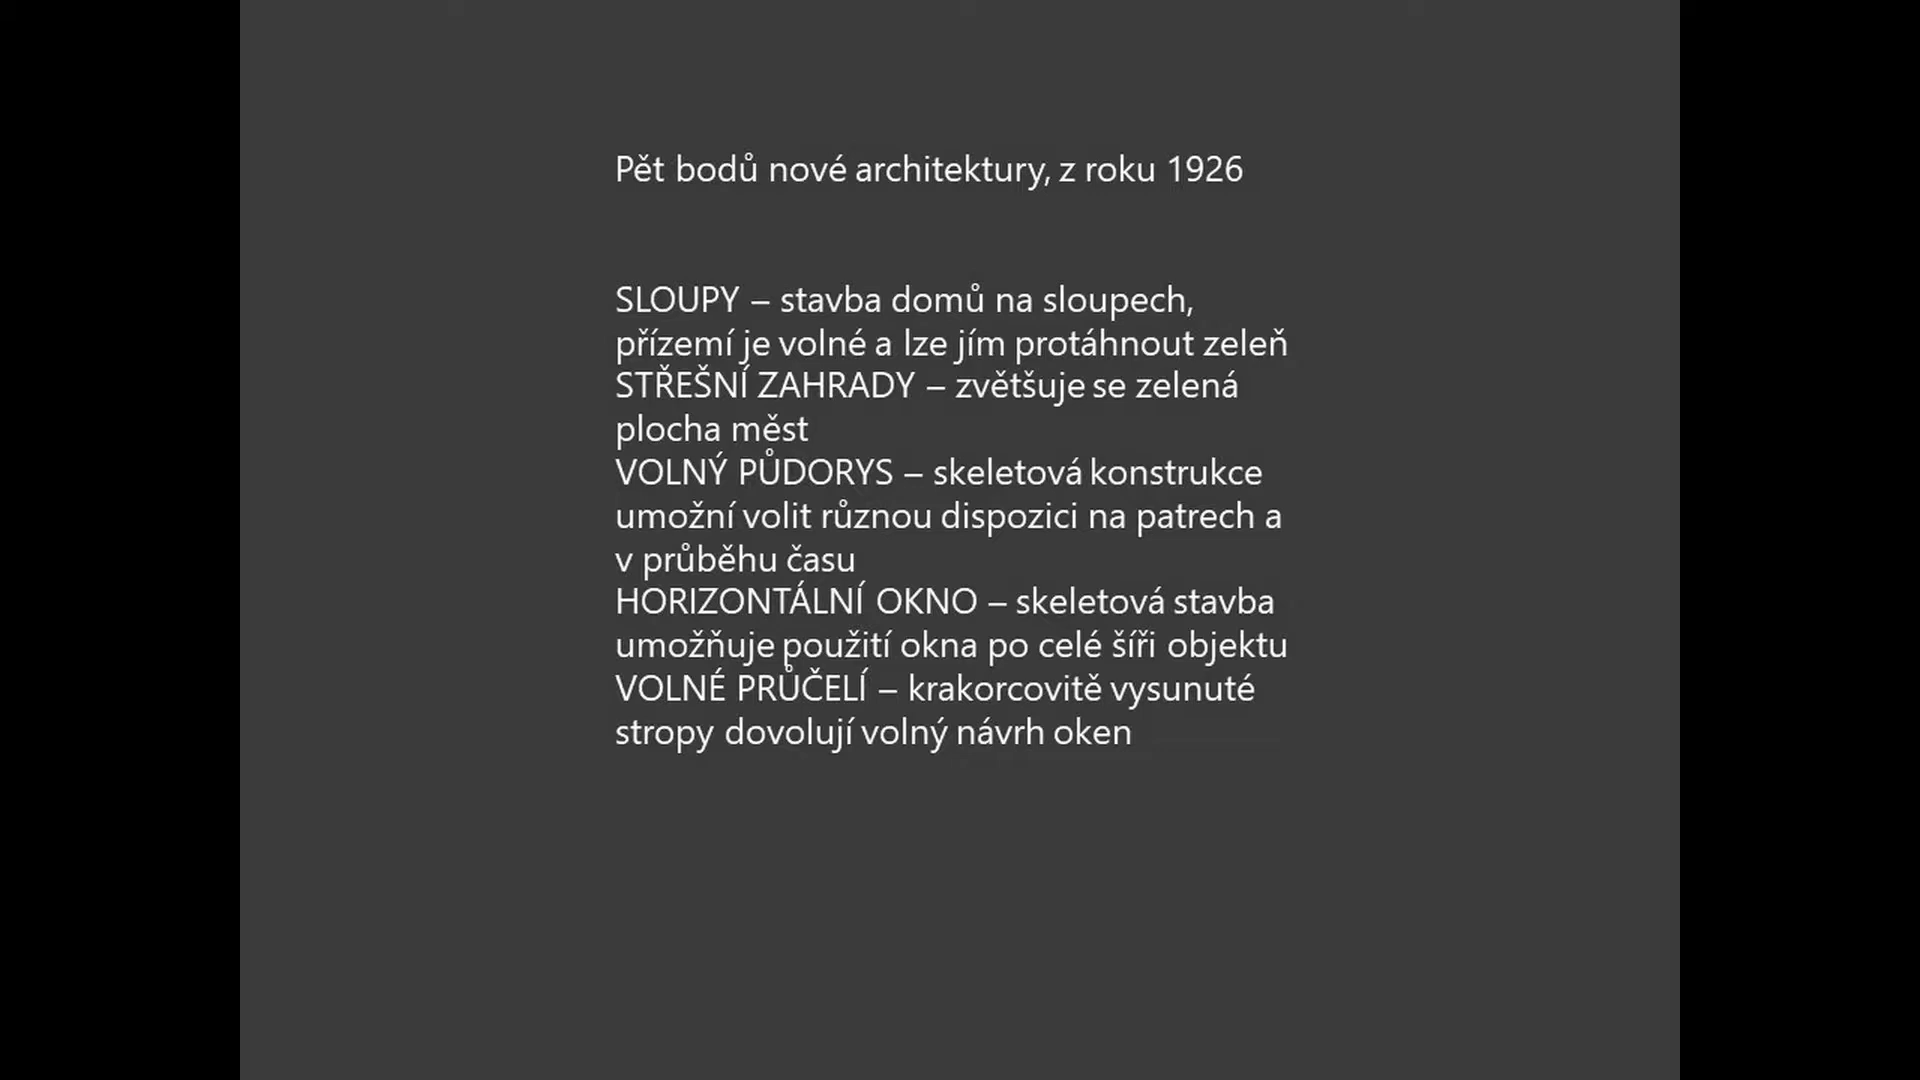 Pět bodů nové architektury, z roku 1926
SLOUPY – stavba domů na sloupech,
přízemí je volné a lze jím protáhnout zeleň
STŘEŠNÍ ZAHRADY – zvětšuje se zelená
plocha měst
VOLNÝ PŮDORYS – skeletová konstrukce
umožní volit různou dispozici na patrech a
v průběhu času
HORIZONTÁLNÍ OKNO – skeletová stavba
umožňuje použití okna po celé šíři objektu
VOLNÉ PRŮČELÍ – krakorcovitě vysunuté
stropy dovolují volný návrh oken